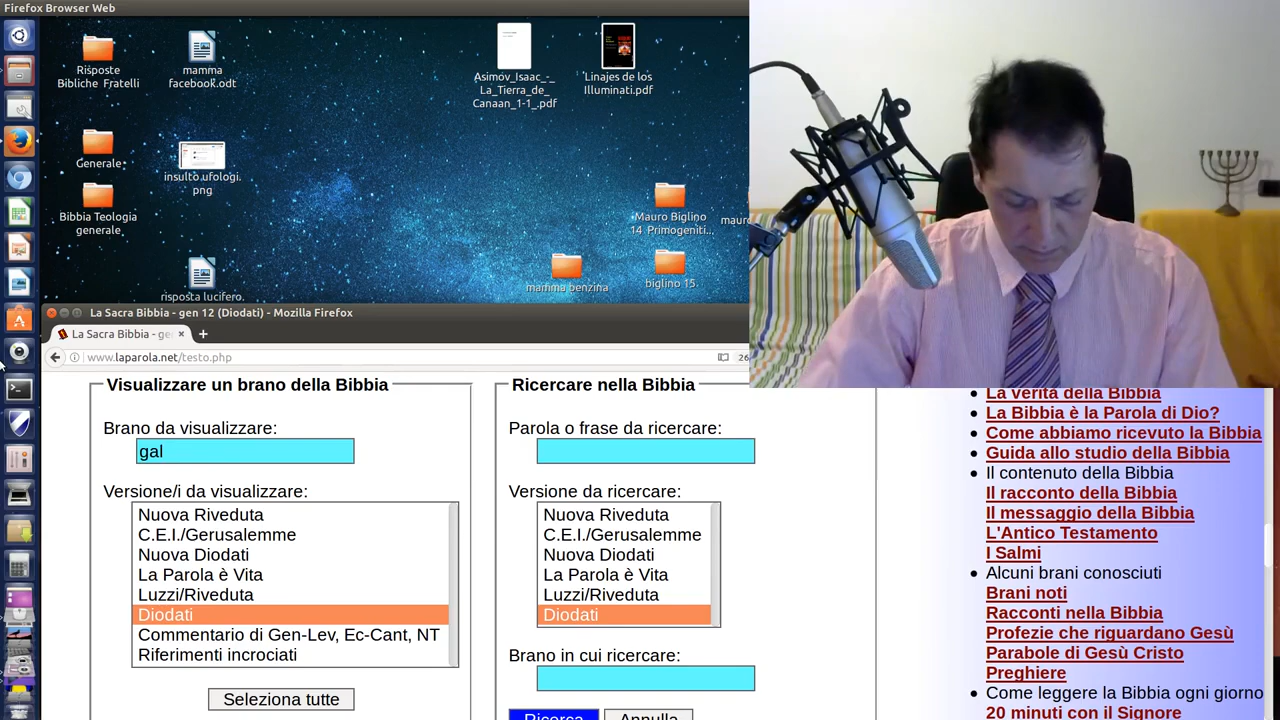 Firefox Browser Web
Risposte
Bibliche Fratelli
mamma
facebook.odt
Asimov_Isaac_-_
La_Tierra_de_
Canaan_1-1_.pdf
Linajes de los
Illuminati.pdf
Generale
insulto ufologi.
png
Bibbia Teologia
generale
Mauro Biglino
14 Primogeniti...
risposta lucifero.
mamma benzina
biglino 15.
La Sacra Bibbia - gen 12 (Diodati) - Mozilla Firefox
La Sacra Bibbia - ge
www.laparola.net/testo.php
26
Visualizzare un brano della Bibbia
Brano da visualizzare:
gal
Versione/i da visualizzare:
Nuova Riveduta
C.E.I./Gerusalemme
Nuova Diodati
La Parola è Vita
Luzzi/Riveduta
Diodati
Commentario di Gen-Lev, Ec-Cant, NT
Riferimenti incrociati
Seleziona tutte
Ricercare nella Bibbia
Parola o frase da ricercare:
Versione da ricercare:
Nuova Riveduta
C.E.I./Gerusalemme
Nuova Diodati
La Parola è Vita
Luzzi/Riveduta
Diodati
Brano in cui ricercare:
Ricerca
Annulla
La verità della Bibbia
La Bibbia è la Parola di Dio?
Come abbiamo ricevuto la Bibbia
Guida allo studio della Bibbia
Il contenuto della Bibbia
Il racconto della Bibbia
Il messaggio della Bibbia
L'Antico Testamento
I Salmi
Alcuni brani conosciuti
Brani noti
Racconti nella Bibbia
Profezie che riguardano Gesù
Parabole di Gesù Cristo
Preghiere
Come leggere la Bibbia ogni giorno
20 minuti con il Signore